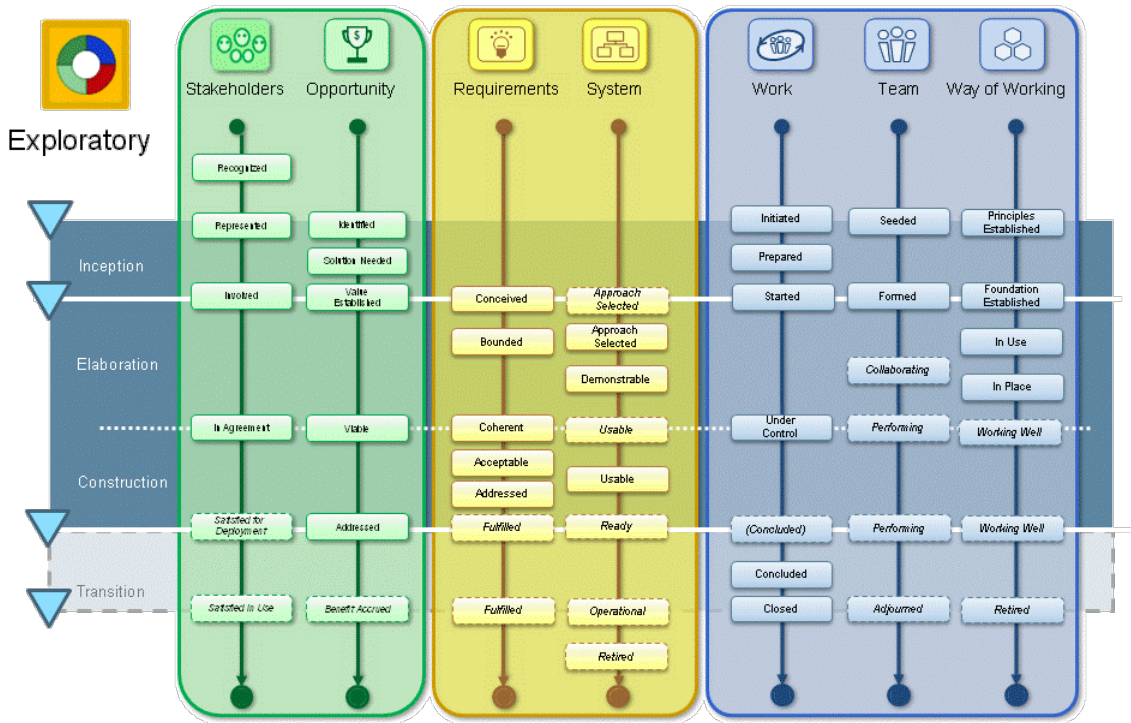 Exploratory
Stakeholders
Opportunity
Requirements
System
Work
Team
Way of Working
$
Recognized
Represented
Identified
Initiated
Seeded
Principles
Established
Inception
Solution Needed
Prepared
Involved
Value
Established
Conceived
Approach
Selected
Started
Formed
Foundation
Established
Bounded
Approach
Selected
In Use
Elaboration
Demonstrable
Collaborating
In Place
In Agreement
Viable
Coherent
Usable
Under
Control
Performing
Working Well
Acceptable
Construction
Addressed
Usable
Satisfied for
Deployment
Addressed
Fulfilled
Ready
(Concluded)
Performing
Working Well
Transition
Concluded
Satisfied In Use
Benefit Accrued
Fulfilled
Operational
Closed
Adjourned
Retired
Retired